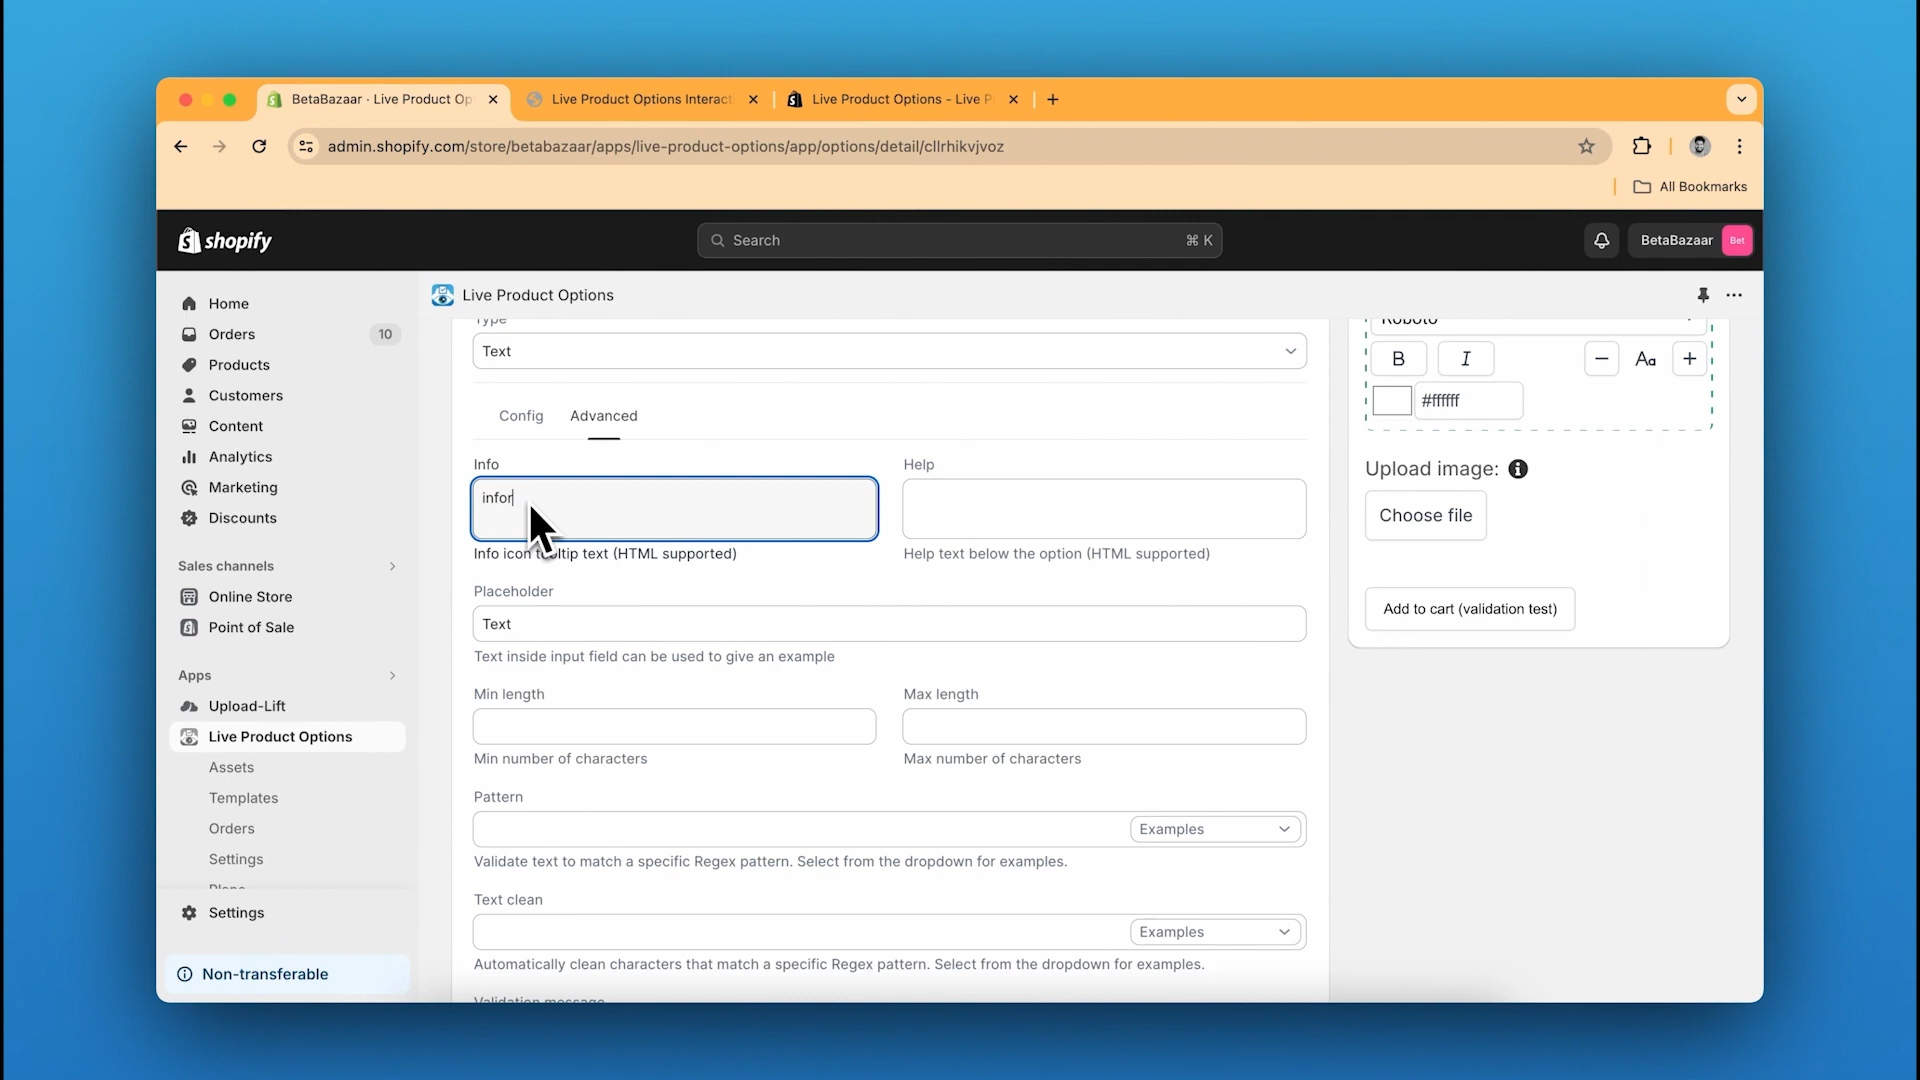 BetaBazaar · Live Product Op
Live Product Options Interact
Live Product Options - Live P
admin.shopify.com/store/betabazaar/apps/live-product-options/app/options/detail/cllrhikvjvoz
All Bookmarks
shopify
Search
⌘ K
BetaBazaar
Bet
Home
Orders
10
Products
Customers
Content
Analytics
Marketing
Discounts
Sales channels
Online Store
Point of Sale
Apps
Upload-Lift
Live Product Options
Assets
Templates
Orders
Settings
Plans
Settings
Non-transferable
Live Product Options
Type
Text
Config
Advanced
Info
infor
Info icon tooltip text (HTML supported)
Help
Help text below the option (HTML supported)
Placeholder
Text
Text inside input field can be used to give an example
Min length
Min number of characters
Max length
Max number of characters
Pattern
Examples
Validate text to match a specific Regex pattern. Select from the dropdown for examples.
Text clean
Examples
Automatically clean characters that match a specific Regex pattern. Select from the dropdown for examples.
Validation message
Roboto
B
I
Aa
#ffffff
Upload image:
Choose file
Add to cart (validation test)